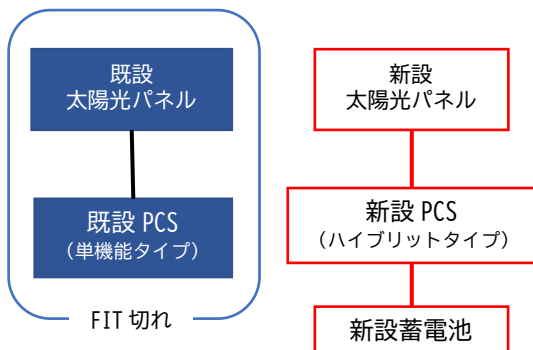 既設
太陽光パネル
既設 PCS
（単機能タイプ）
FIT 切れ
新設
太陽光パネル
新設 PCS
（ハイブリットタイプ）
新設蓄電池